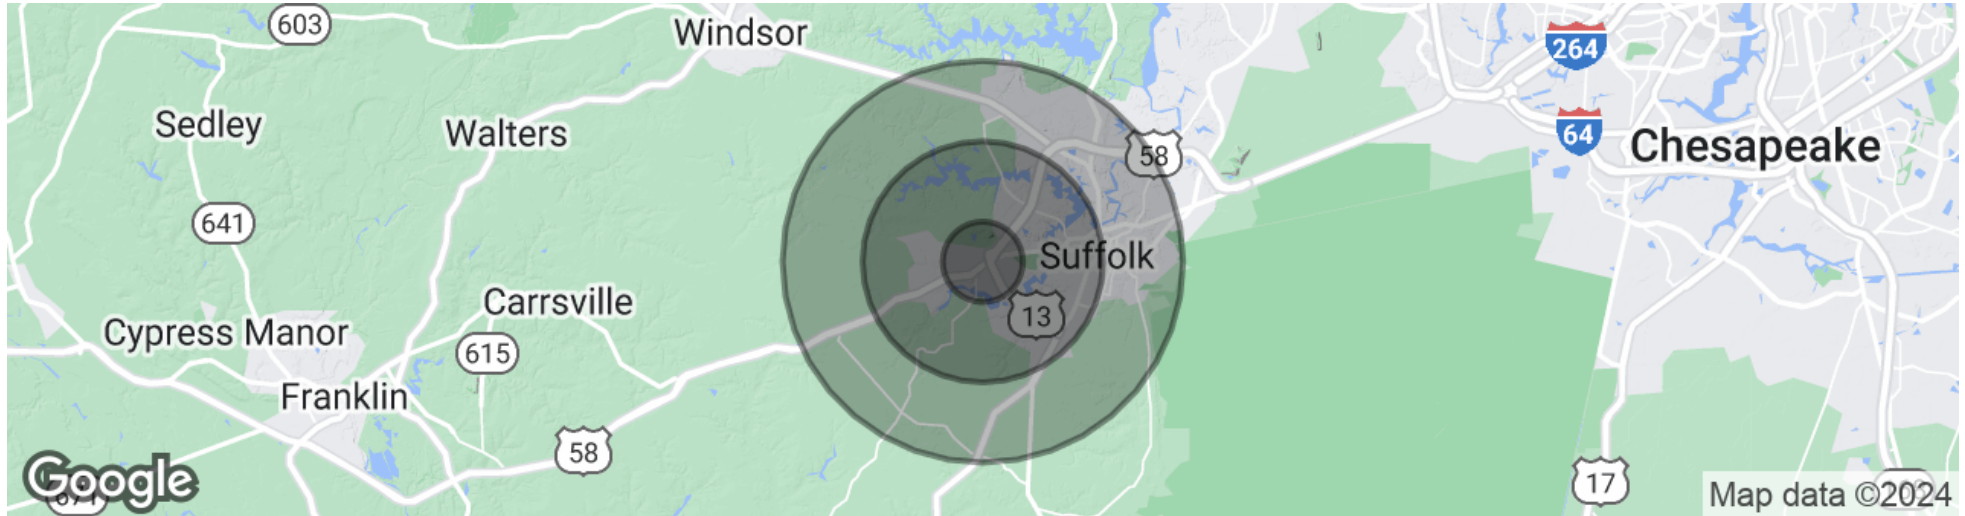 603
Windsor
264
Sedley
Walters
64
Chesapeake
58
641
Suffolk
Carrsville
13
Cypress Manor
615
Franklin
58
17
Google
Map data ©2024